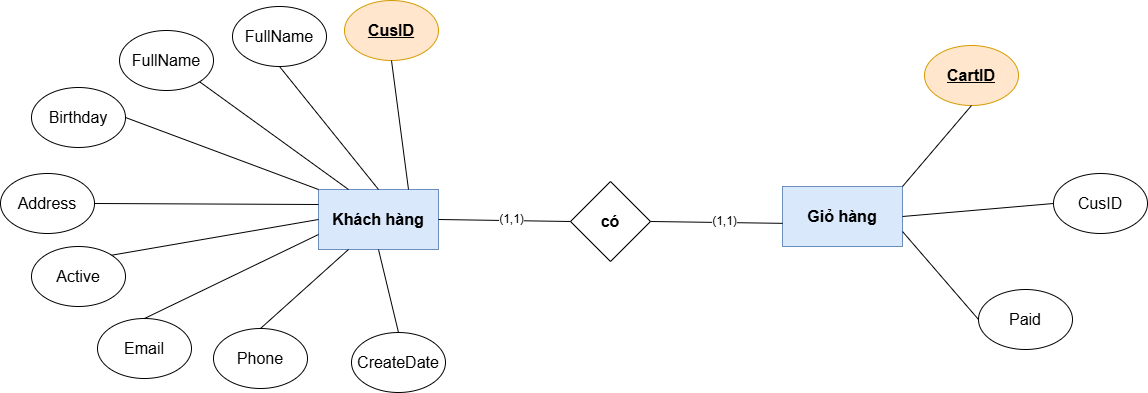 CusID
FullName
FullName
CartID
Birthday
Address
CusID
Khách hàng
(1,1)
có
(1,1)
Giỏ hàng
Active
Paid
Email
Phone
CreateDate